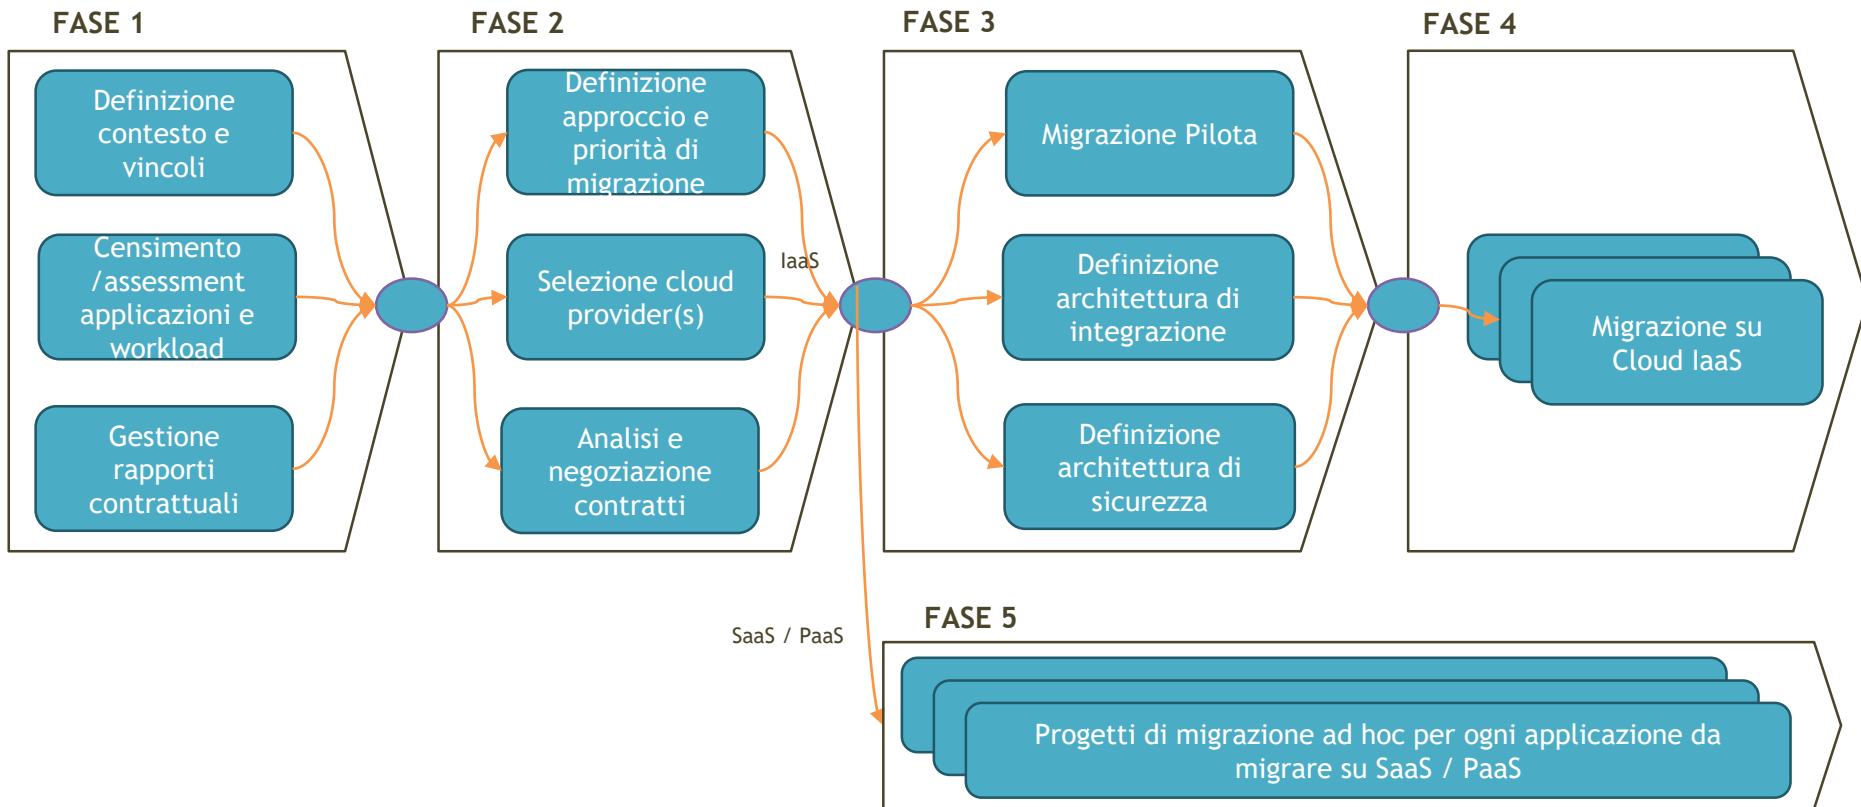 FASE 1
Definizione
contesto e
vincoli
Censimento
/assessment
applicazioni e
workload
Gestione
rapporti
contrattuali
FASE 2
Definizione
approccio e
priorità di
migrazione
Selezione cloud
provider(s)
Analisi e
negoziazione
contratti
IaaS
SaaS / PaaS
FASE 3
Migrazione Pilota
Definizione
architettura di
integrazione
Definizione
architettura di
sicurezza
FASE 4
Migrazione su
Cloud IaaS
FASE 5
Progetti di migrazione ad hoc per ogni applicazione da
migrare su SaaS / PaaS